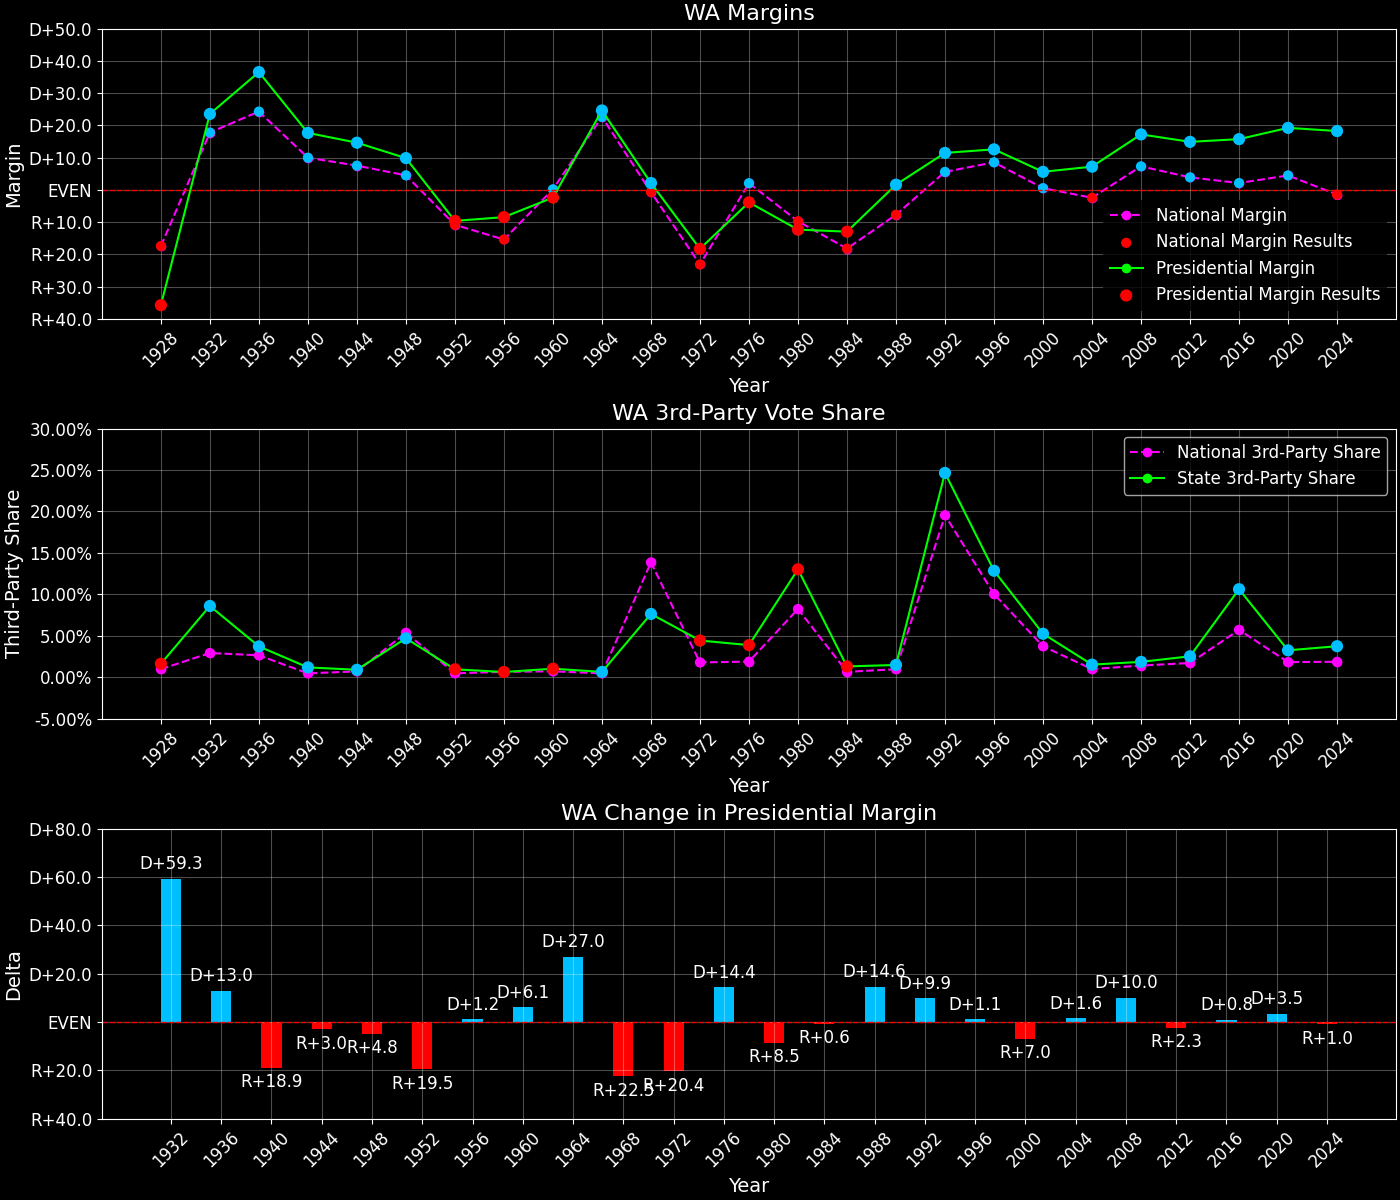 WA Margins
D+50.0
D+40.0
D+30.0
D+20.0
D+10.0
EVEN
R+10.0
R+20.0
R+30.0
R+40.0
Margin
National Margin
National Margin Results
Presidential Margin
Presidential Margin Results
1928 1932 1936 1940 1944 1948 1952 1956 1960 1964 1968 1972 1976 1980 1984 1988 1992 1996 2000 2004 2008 2012 2016 2020 2024
Year
WA 3rd-Party Vote Share
30.00%
25.00%
20.00%
15.00%
10.00%
5.00%
0.00%
-5.00%
Third-Party Share
National 3rd-Party Share
State 3rd-Party Share
1928 1932 1936 1940 1944 1948 1952 1956 1960 1964 1968 1972 1976 1980 1984 1988 1992 1996 2000 2004 2008 2012 2016 2020 2024
Year
WA Change in Presidential Margin
D+80.0
D+60.0
D+40.0
D+20.0
EVEN
R+20.0
R+40.0
Delta
D+59.3
D+13.0
R+18.9
R+3.0
R+4.8
R+19.5
D+1.2
D+6.1
D+27.0
R+22.5
R+20.4
D+14.4
R+8.5
R+0.6
D+14.6
D+9.9
D+1.1
R+7.0
D+1.6
D+10.0
R+2.3
D+0.8
D+3.5
R+1.0
1932 1936 1940 1944 1948 1952 1956 1960 1964 1968 1972 1976 1980 1984 1988 1992 1996 2000 2004 2008 2012 2016 2020 2024
Year